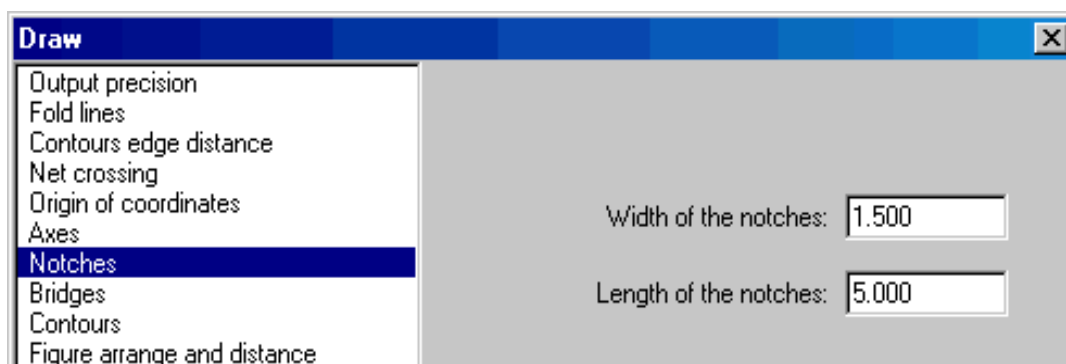 Draw
Output precision
Fold lines
Contours edge distance
Net crossing
Origin of coordinates
Axes
Notches
Bridges
Contours
Figure arrange and distance
Width of the notches: 1.500
Length of the notches: 5.000